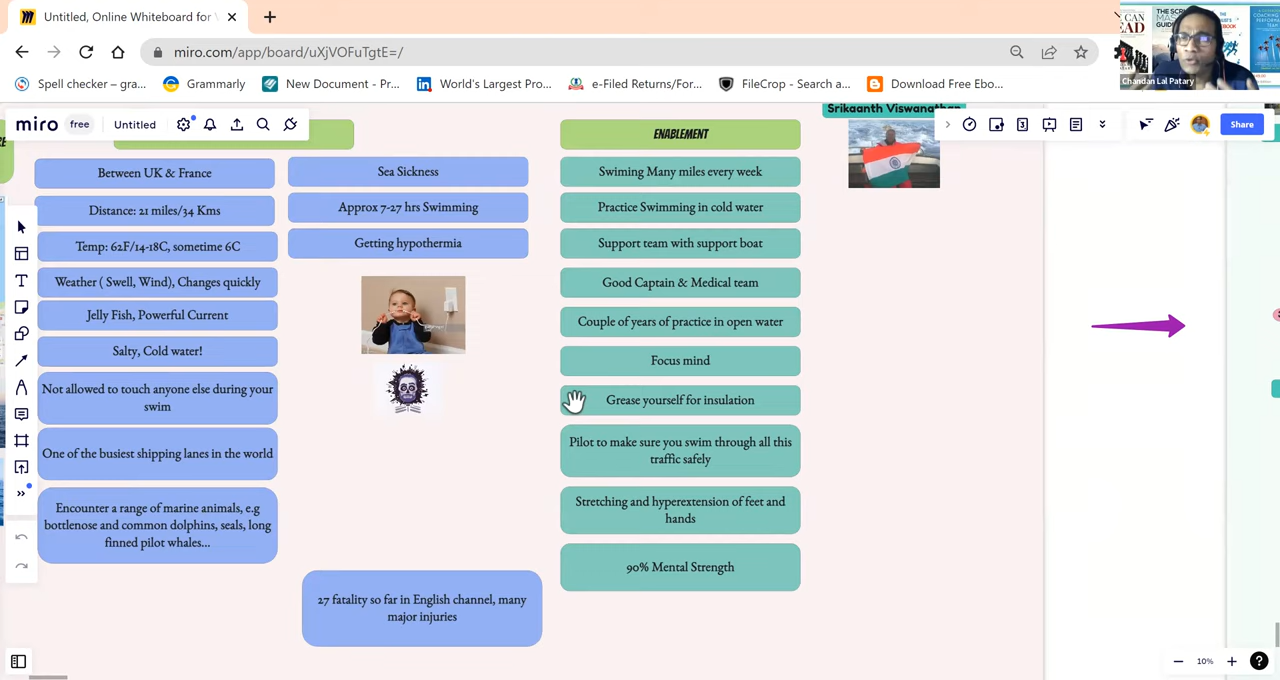 Untitled, Online Whiteboard for
miro.com/app/board/uXjVOFuTgtE=/
Spell checker – gra...
Grammarly
New Document - Pr...
World's Largest Pro...
e-Filed Returns/For...
FileCrop - Search a...
Download Free Ebo...
Chandan Lal Patary
miro
free
Untitled
Share
Srikaanth Viswanathan
ENABLEMENT
Between UK & France
Distance: 21 miles/34 Kms
Temp: 62F/14-18C, sometime 6C
Weather ( Swell, Wind), Changes quickly
Jelly Fish, Powerful Current
Salty, Cold water!
Not allowed to touch anyone else during your
swim
One of the busiest shipping lanes in the world
Encounter a range of marine animals, e.g
bottlenose and common dolphins, seals, long
finned pilot whales...
Sea Sickness
Approx 7-27 hrs Swimming
Getting hypothermia
27 fatality so far in English channel, many
major injuries
Swiming Many miles every week
Practice Swimming in cold water
Support team with support boat
Good Captain & Medical team
Couple of years of practice in open water
Focus mind
Grease yourself for insulation
Pilot to make sure you swim through all this
traffic safely
Stretching and hyperextension of feet and
hands
90% Mental Strength
10%